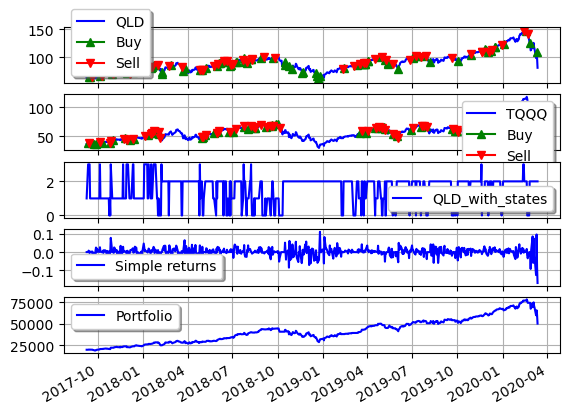 150
100
QLD
Buy
Sell
100
50
TQQQ
Buy
Sell
2
0
QLD_with_states
0.1
0.0
−0.1
Simple returns
75000
50000
25000
Portfolio
2017-10 2018-01 2018-04 2018-07 2018-10 2019-01 2019-04 2019-07 2019-10 2020-01 2020-04